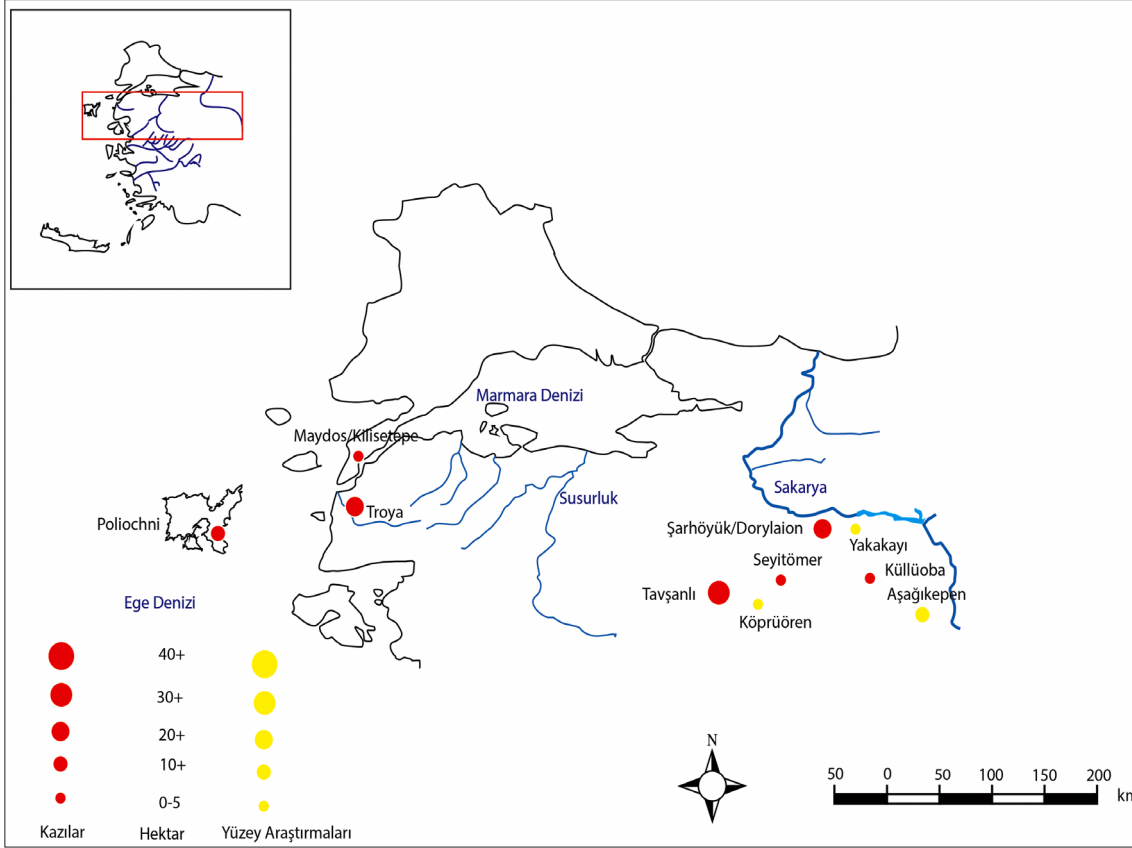 Marmara Denizi
Maydos/Kilisetepe
Troya
Susurluk
Sakarya
Poliochni
Şarhöyük/Dorylaion
Yakakayı
Seyitömer
Küllüoba
Tavşanlı
Aşağıkepen
Köprüören
Ege Denizi
40+
30+
20+
10+
0-5
Kazılar
Hektar
Yüzey Araştırmaları
N
50 0 50 100 150 200
km